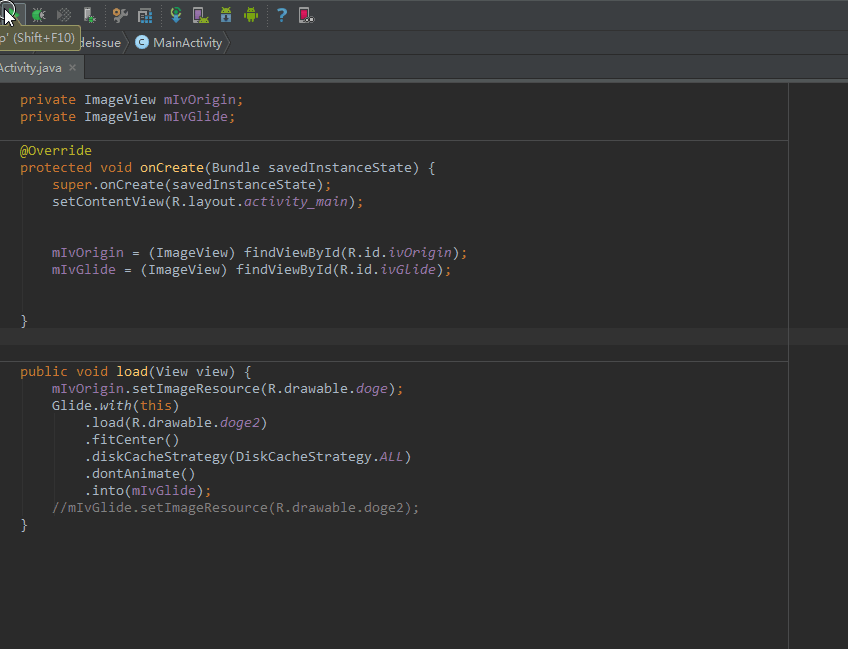 p' (Shift+F10)
deissue MainActivity
Activity.java
private ImageView mIvOrigin;
private ImageView mIvGlide;
@Override
protected void onCreate(Bundle savedInstanceState) {
super.onCreate(savedInstanceState);
setContentView(R.layout.activity_main);
mIvOrigin = (ImageView) findViewById(R.id.ivOrigin);
mIvGlide = (ImageView) findViewById(R.id.ivGlide);
}
public void load(View view) {
mIvOrigin.setImageResource(R.drawable.doge);
Glide.with(this)
.load(R.drawable.doge2)
.fitCenter()
.diskCacheStrategy(DiskCacheStrategy.ALL)
.dontAnimate()
.into(mIvGlide);
//mIvGlide.setImageResource(R.drawable.doge2);
}